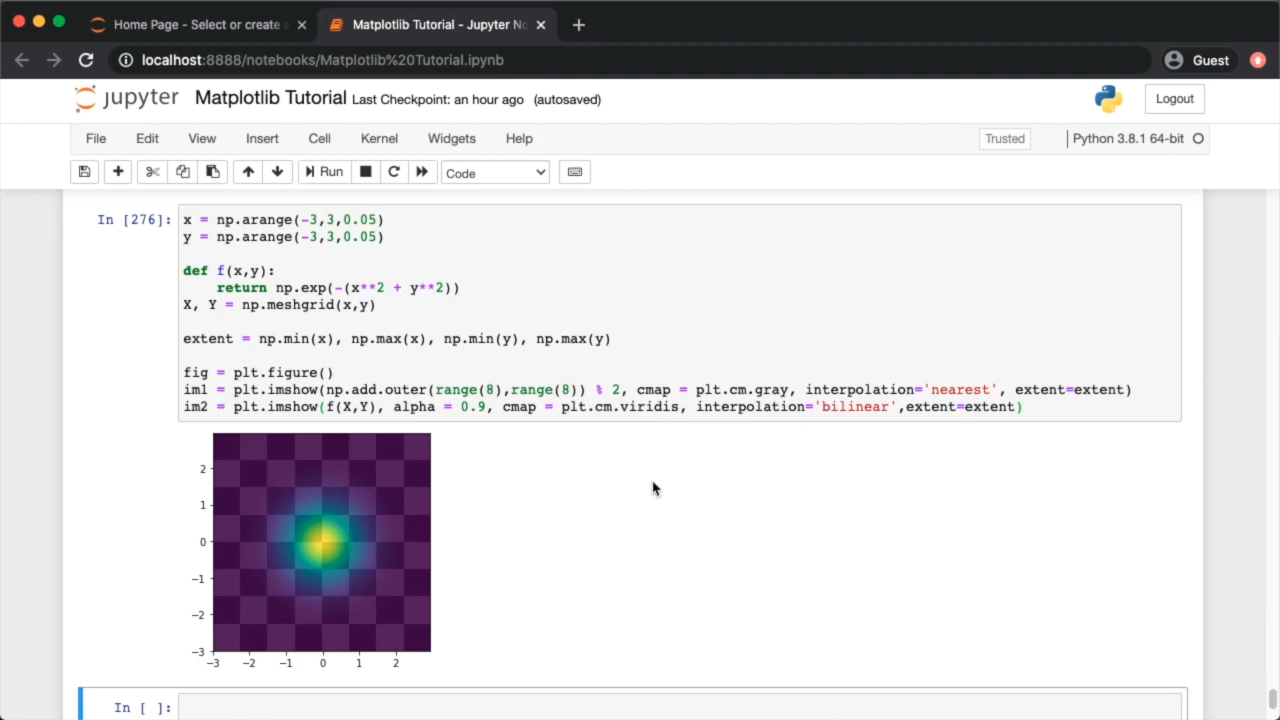 Home Page - Select or create a
Matplotlib Tutorial - Jupyter No
localhost:8888/notebooks/Matplotlib%20Tutorial.ipynb
Guest
jupyter Matplotlib Tutorial Last Checkpoint: an hour ago (autosaved)
Logout
File Edit View Insert Cell Kernel Widgets Help
Trusted
Python 3.8.1 64-bit
Run
Code
In [276]:
x = np.arange(-3,3,0.05)
y = np.arange(-3,3,0.05)
def f(x,y):
    return np.exp(-(x**2 + y**2))
X, Y = np.meshgrid(x,y)
extent = np.min(x), np.max(x), np.min(y), np.max(y)
fig = plt.figure()
im1 = plt.imshow(np.add.outer(range(8),range(8)) % 2, cmap = plt.cm.gray, interpolation='nearest', extent=extent)
im2 = plt.imshow(f(X,Y), alpha = 0.9, cmap = plt.cm.viridis, interpolation='bilinear',extent=extent)
2
1
0
−1
−2
−3
−3 −2 −1 0 1 2
In [ ]: